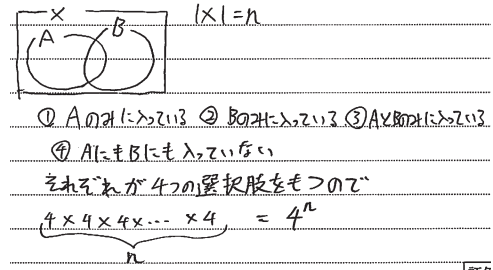 X
A B
|X|=n
① Aのみに入っている ② Bのみに入っている ③ AとBのみに入っている
④ AにもBにも入っていない
それぞれが4つの選択肢をもつので
4×4×4×… ×4 = 4ⁿ
n